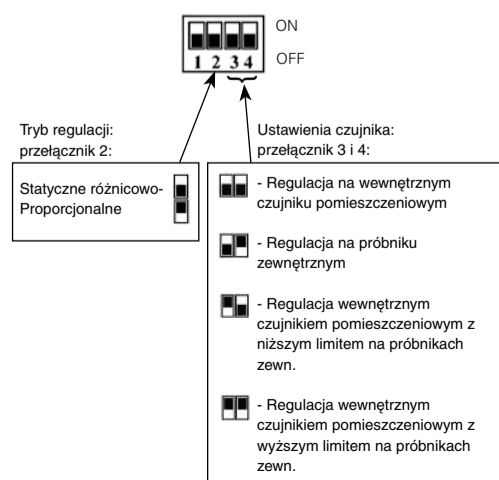 ON
1 2 3 4
OFF
Tryb regulacji:
przełącznik 2:
Statyczne różnicowo-
Proporcjonalne
Ustawienia czujnika:
przełącznik 3 i 4:
- Regulacja na wewnętrznym
czujniku pomieszczeniowym
- Regulacja na próbniku
zewnętrznym
- Regulacja wewnętrznym
czujnikiem pomieszczeniowym z
niższym limitem na próbnikach
zewn.
- Regulacja wewnętrznym
czujnikiem pomieszczeniowym z
wyższym limitem na próbnikach
zewn.